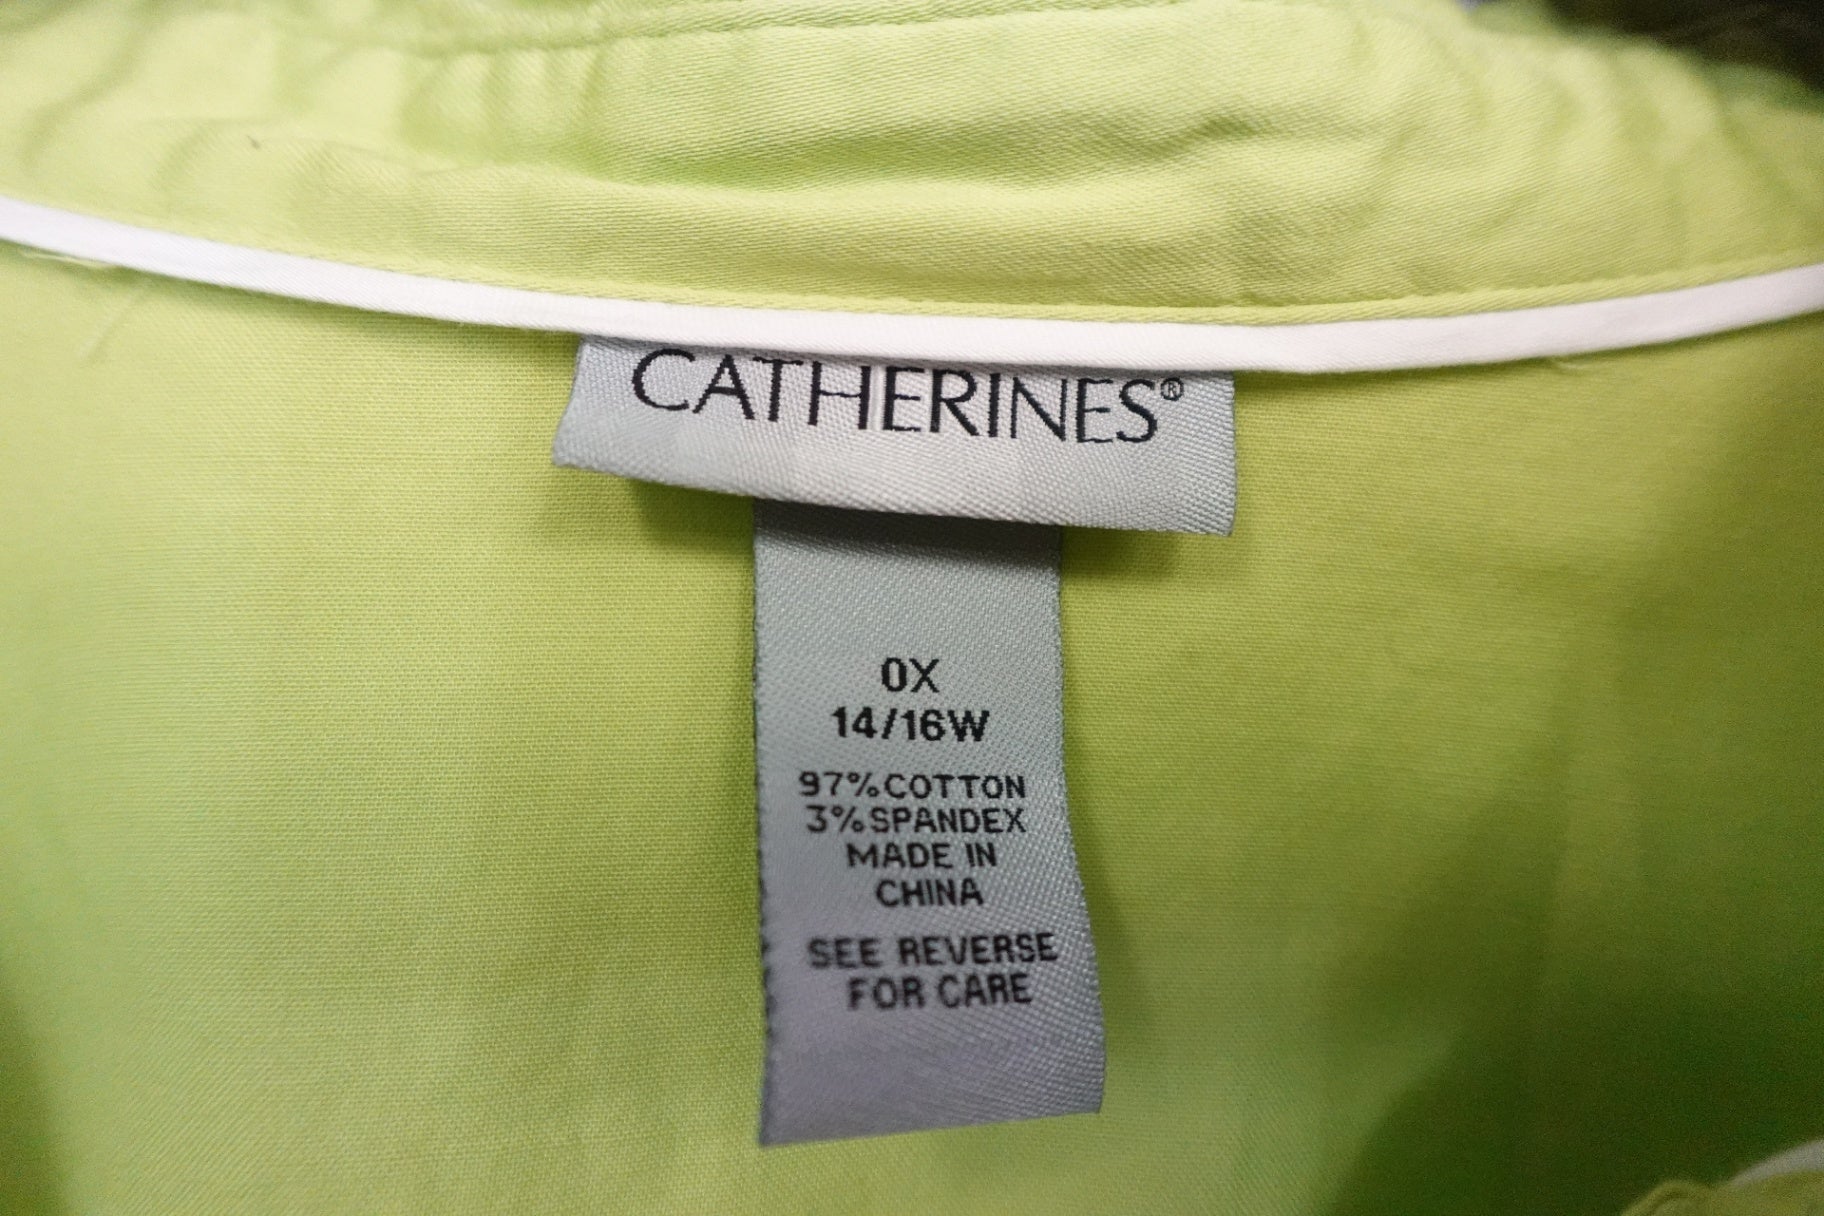 CATHERINES®
0X
14/16W
97%COTTON
3%SPANDEX
MADE IN
CHINA
SEE REVERSE
FOR CARE